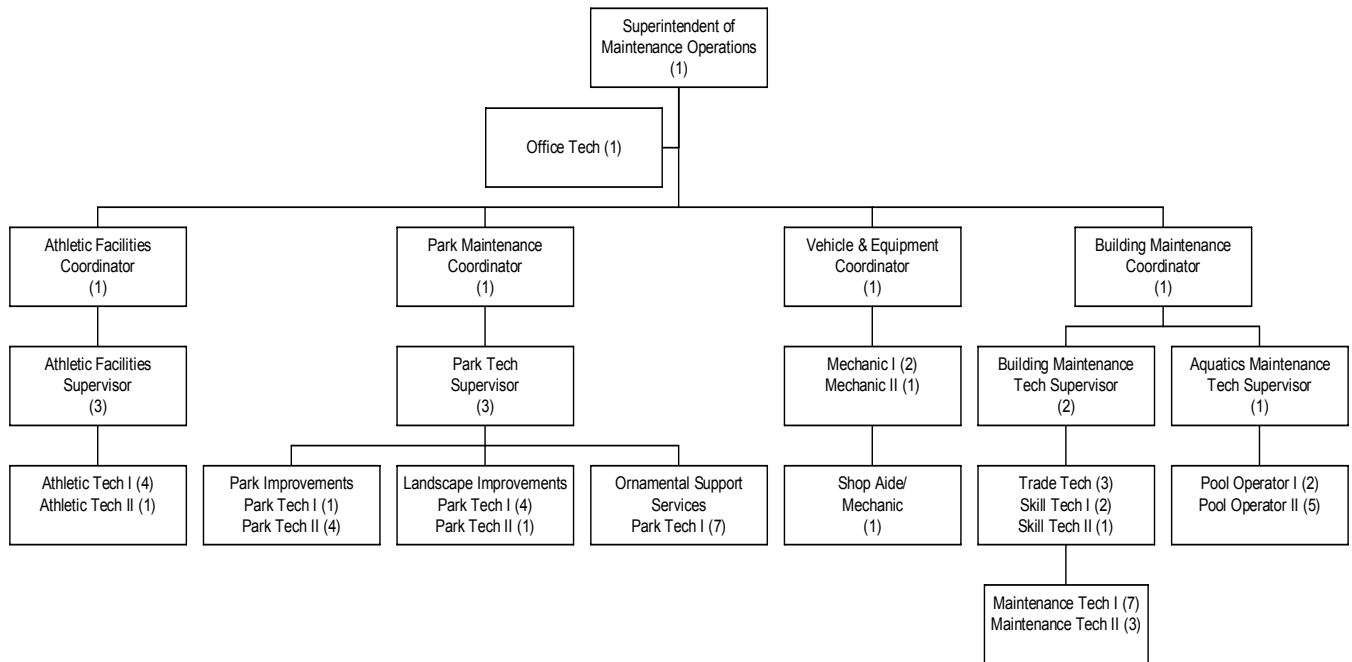 Superintendent of
Maintenance Operations
(1)
Office Tech (1)
Athletic Facilities
Coordinator
(1)
Park Maintenance
Coordinator
(1)
Vehicle & Equipment
Coordinator
(1)
Building Maintenance
Coordinator
(1)
Athletic Facilities
Supervisor
(3)
Park Tech
Supervisor
(3)
Mechanic I (2)
Mechanic II (1)
Building Maintenance
Tech Supervisor
(2)
Aquatics Maintenance
Tech Supervisor
(1)
Athletic Tech I (4)
Athletic Tech II (1)
Park Improvements
Park Tech I (1)
Park Tech II (4)
Landscape Improvements
Park Tech I (4)
Park Tech II (1)
Ornamental Support
Services
Park Tech I (7)
Shop Aide/
Mechanic
(1)
Trade Tech (3)
Skill Tech I (2)
Skill Tech II (1)
Pool Operator I (2)
Pool Operator II (5)
Maintenance Tech I (7)
Maintenance Tech II (3)